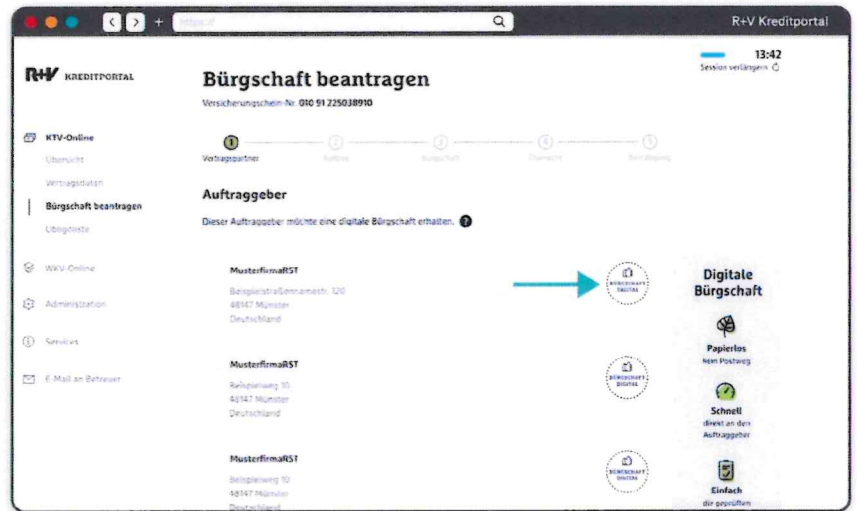 https://
R+V Kreditportal
13:42
Session verlängern
R+V KREDITPORTAL
Bürgschaft beantragen
Versicherungschein-Nr. 010 91 225038910
KTV-Online
Übersicht
Vertragsdaten
Bürgschaft beantragen
Obligoliste
WKV-Online
Administration
Services
E-Mail an Betreuer
1 2 3 4 5
Vertragspartner Auftrag Bürgschaft Übersicht Bestätigung
Auftraggeber
Dieser Auftraggeber möchte eine digitale Bürgschaft erhalten. ?
MusterfirmaRST
Beispielstraßennamestr. 120
48147 Münster
Deutschland
BÜRGSCHAFT
DIGITAL
MusterfirmaRST
Beispielweg 10
48147 Münster
Deutschland
BÜRGSCHAFT
DIGITAL
MusterfirmaRST
Beispielweg 10
48147 Münster
Deutschland
BÜRGSCHAFT
DIGITAL
Digitale
Bürgschaft
Papierlos
kein Postweg
Schnell
direkt an den
Auftraggeber
Einfach
die geprüften